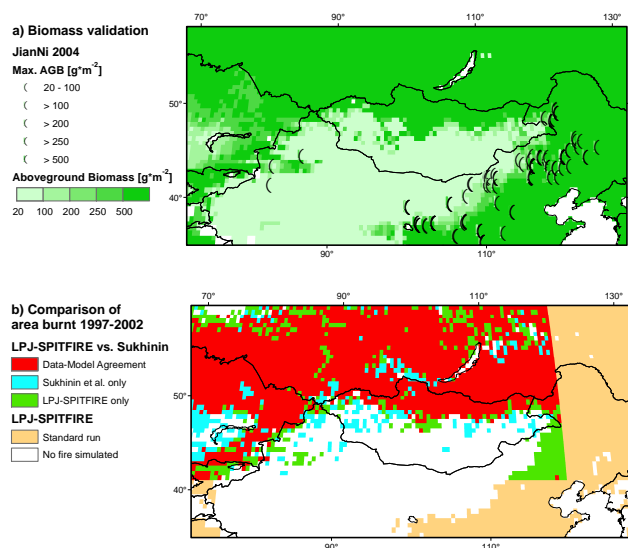 70°
90°
110°
130°
a) Biomass validation
JianNi 2004
Max. AGB [g*m-2]
20 - 100
> 100
> 200
> 250
> 500
Aboveground Biomass [g*m-2]
20 100 200 250 500
50°
40°
90°
110°
b) Comparison of
area burnt 1997-2002
70°
90°
110°
130°
LPJ-SPITFIRE vs. Sukhinin
Data-Model Agreement
Sukhinin et al. only
LPJ-SPITFIRE only
LPJ-SPITFIRE
Standard run
No fire simulated
50°
40°
90°
110°